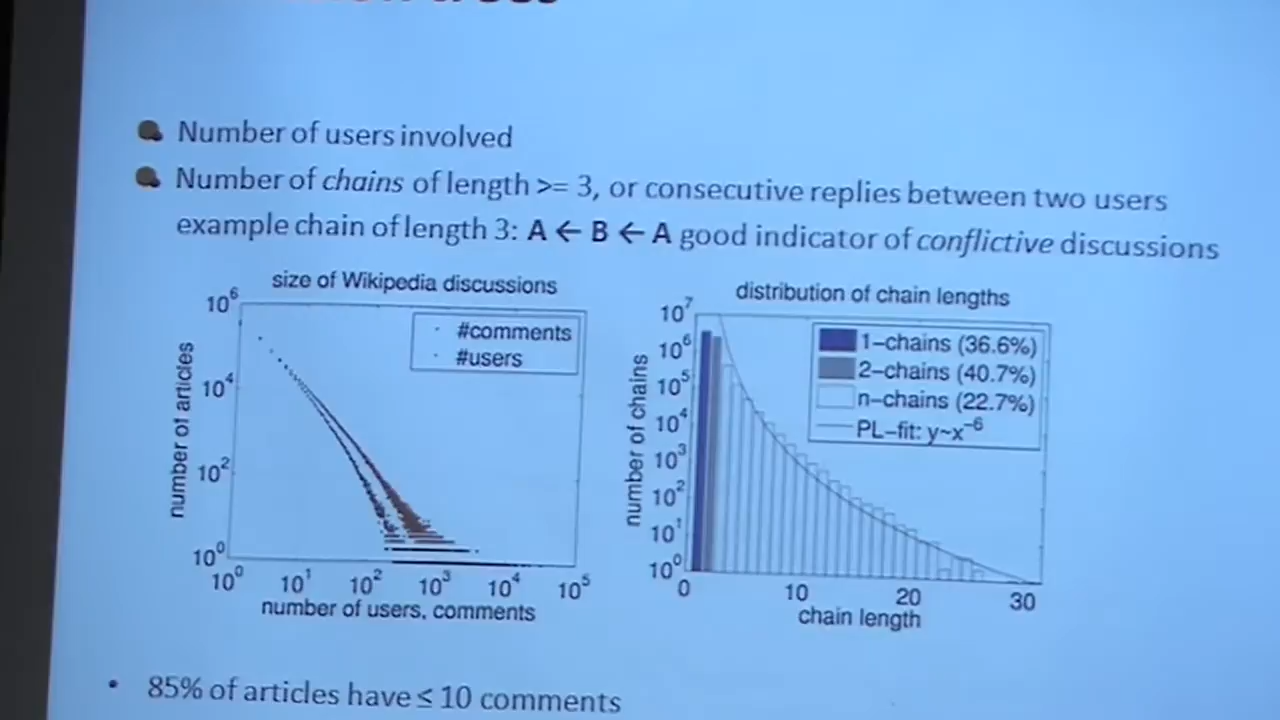 Number of users involved
Number of chains of length >= 3, or consecutive replies between two users
example chain of length 3: A ← B ← A good indicator of conflictive discussions
size of Wikipedia discussions
10^6
10^4
10^2
10^0
number of articles
#comments
#users
10^0 10^1 10^2 10^3 10^4 10^5
number of users, comments
distribution of chain lengths
10^7
10^6
10^5
10^4
10^3
10^2
10^1
10^0
number of chains
1-chains (36.6%)
2-chains (40.7%)
n-chains (22.7%)
PL-fit: y~x^-6
0 10 20 30
chain length
• 85% of articles have ≤ 10 comments